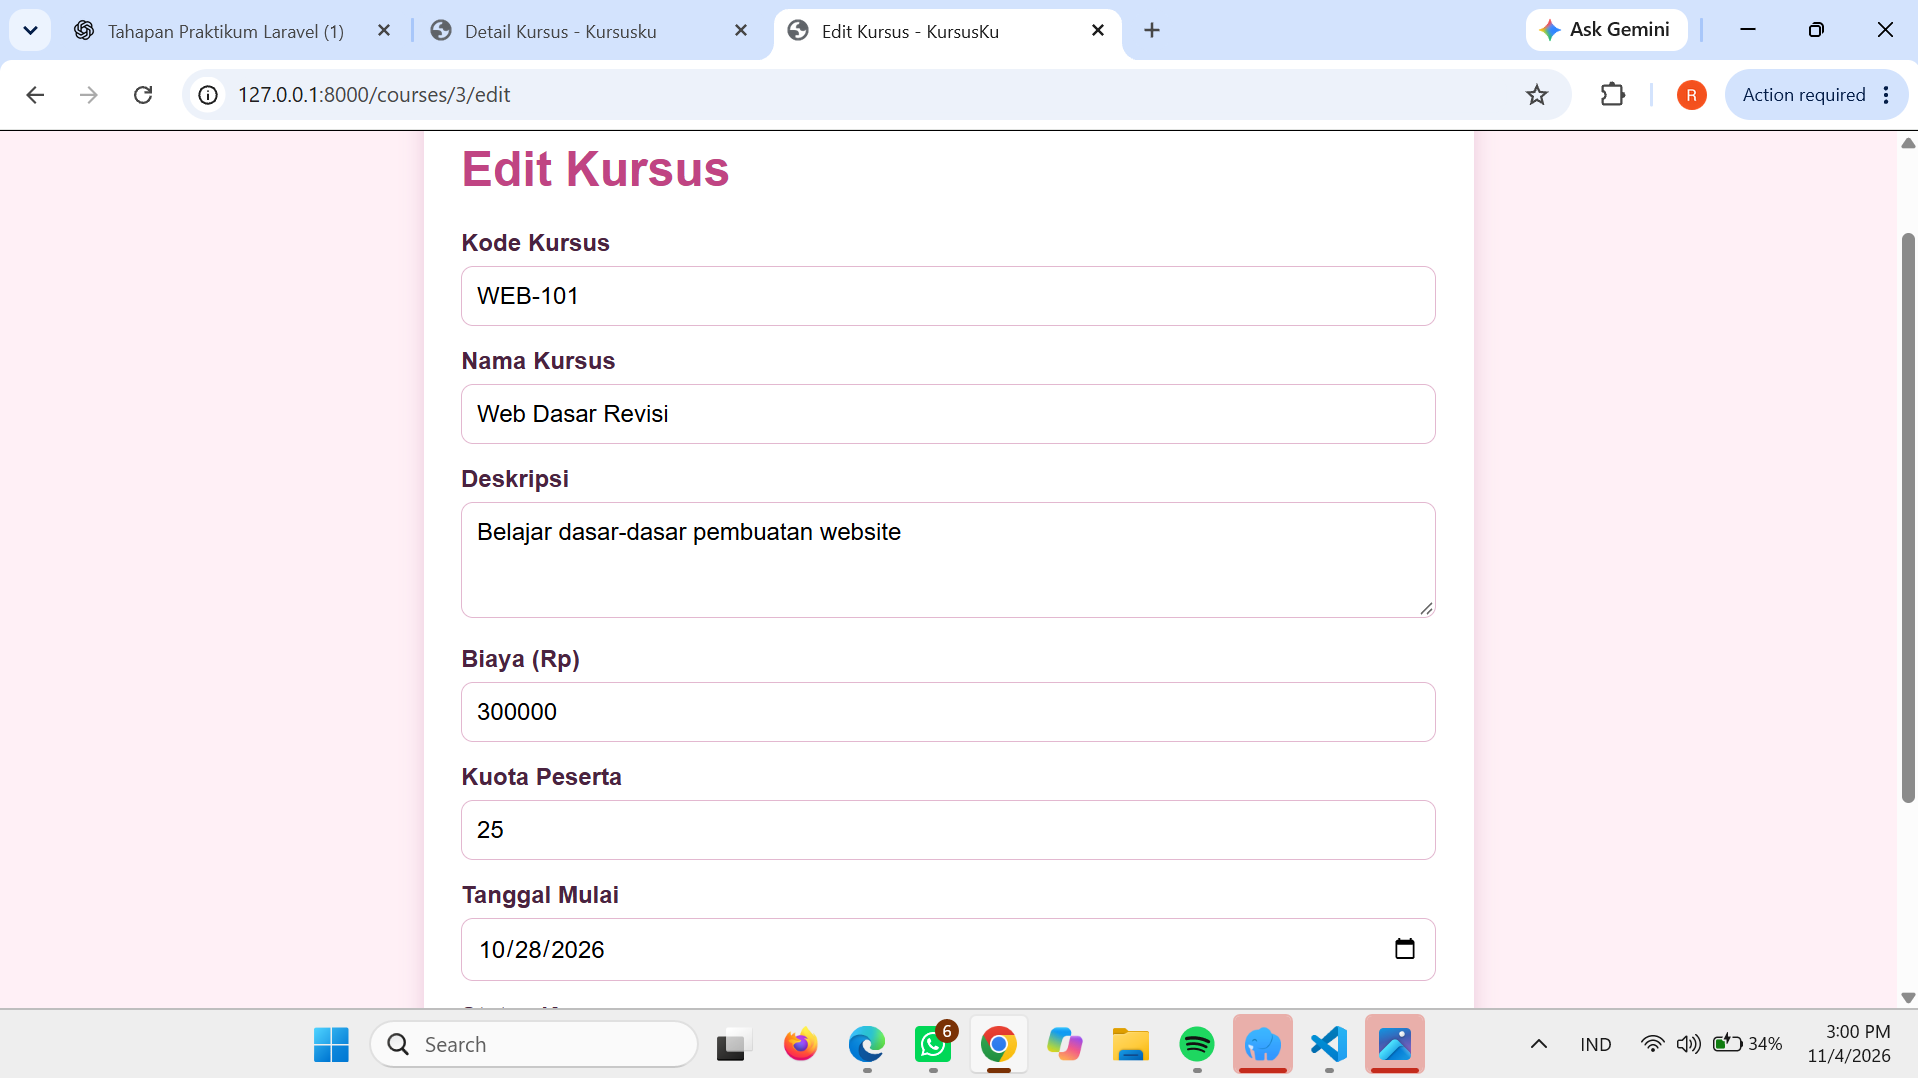 Tahapan Praktikum Laravel (1)
Detail Kursus - Kursusku
Edit Kursus - KursusKu
Ask Gemini
127.0.0.1:8000/courses/3/edit
R
Action required
Edit Kursus
Kode Kursus
WEB-101
Nama Kursus
Web Dasar Revisi
Deskripsi
Belajar dasar-dasar pembuatan website
Biaya (Rp)
300000
Kuota Peserta
25
Tanggal Mulai
10/28/2026
Search
6
IND
34%
3:00 PM
11/4/2026